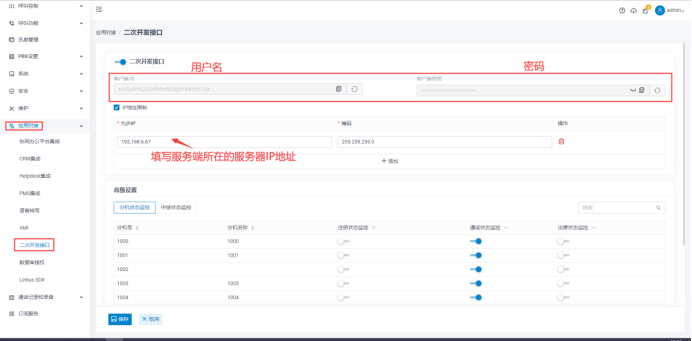 呼叫控制
admin
呼叫功能
应用对接 / 二次开发接口
名册管理
PBX设置
二次开发接口
用户名
密码
系统
客户端 ID
客户端密钥
安全
维护
IP地址限制
应用对接
* 允许IP
* 掩码
操作
协同办公平台集成
192.168.6.67
255.255.255.0
CRM集成
填写服务端所在的服务器IP地址
+ 添加
Helpdesk集成
PMS集成
高级设置
语音转写
分机状态监控
中继状态监控
搜索
AMI
分机号
分机名称
注册状态监控
通话状态监控
出席状态监控
二次开发接口
1000
1000
数据库授权
1001
1001
1002
Linkus SDK
1003
1003
通话记录和录音
1004
1004
订阅服务
保存
取消